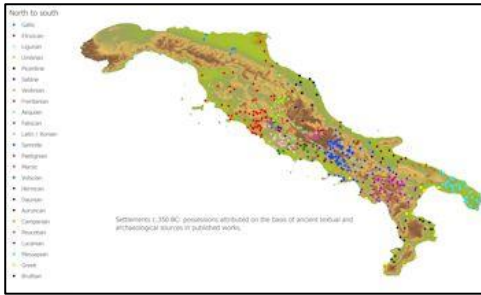 North to south
Gallic
Etruscan
Ligurian
Umbrian
Picentine
Sabine
Vestinian
Frentanian
Aequian
Faliscan
Latin / Roman
Samnite
Paelignian
Marsic
Volscian
Hernican
Daunian
Auruncan
Campanian
Peucetian
Lucanian
Messapian
Greek
Bruttian
Settlements c.350 BC: possessions attributed on the basis of ancient textual and
archaeological sources in published works.